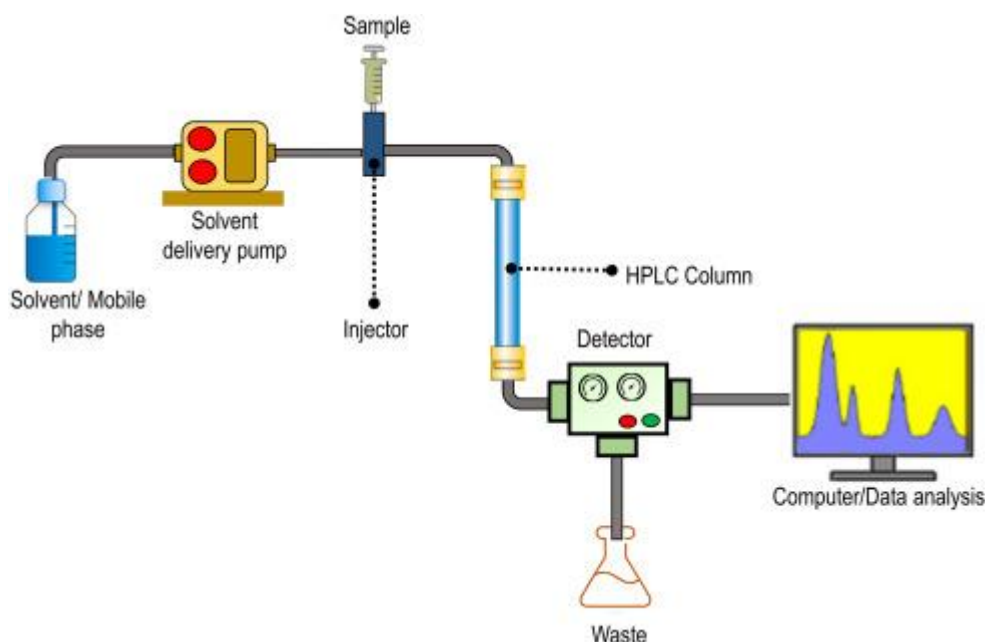 Sample
Solvent
delivery pump
Solvent/ Mobile
phase
Injector
HPLC Column
Detector
Computer/Data analysis
Waste